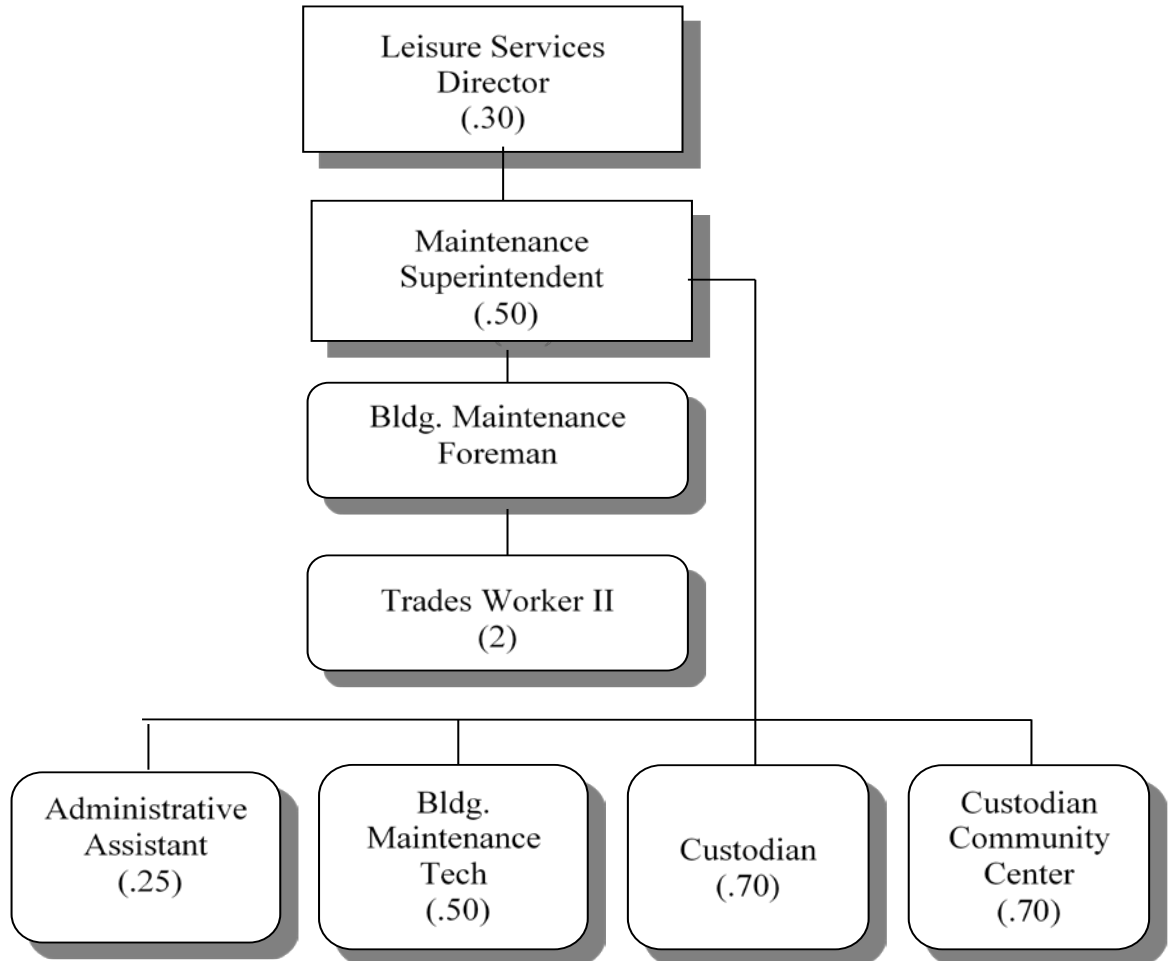 Leisure Services
Director
(.30)
Maintenance
Superintendent
(.50)
Bldg. Maintenance
Foreman
Trades Worker II
(2)
Administrative
Assistant
(.25)
Bldg.
Maintenance
Tech
(.50)
Custodian
(.70)
Custodian
Community
Center
(.70)